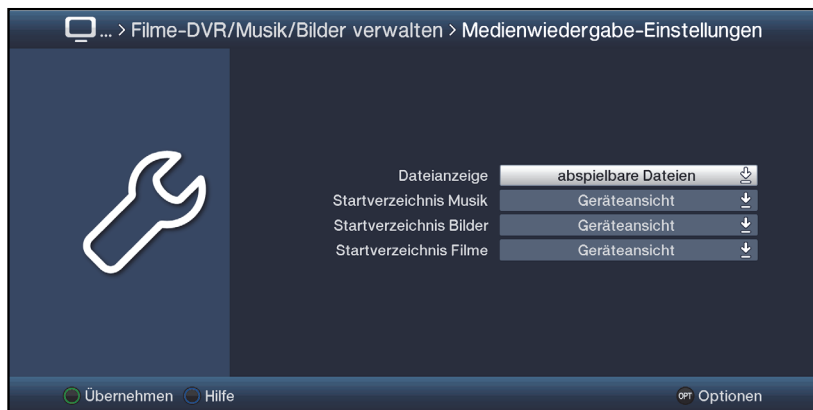 ... > Filme-DVR/Musik/Bilder verwalten > Medienwiedergabe-Einstellungen
Dateianzeige abspielbare Dateien
Startverzeichnis Musik Geräteansicht
Startverzeichnis Bilder Geräteansicht
Startverzeichnis Filme Geräteansicht
Übernehmen Hilfe OPT Optionen